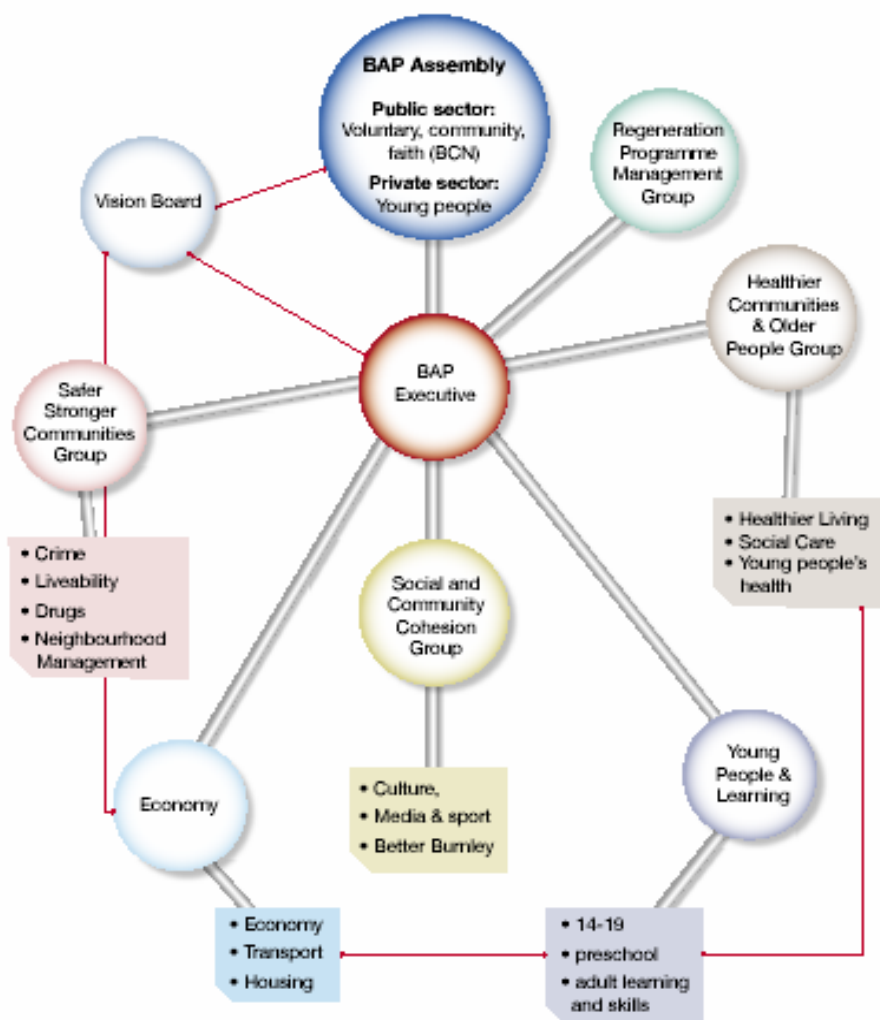 BAP Assembly
Public sector:
Voluntary, community,
faith (BCN)
Private sector:
Young people
Regeneration
Programme
Management
Group
Vision Board
Healthier
Communities
& Older
People Group
BAP
Executive
Safer
Stronger
Communities
Group
• Healthier Living
• Social Care
• Young people's
health
• Crime
• Liveability
• Drugs
• Neighbourhood
Management
Social and
Community
Cohesion
Group
Young
People &
Learning
Economy
• Culture,
• Media & sport
• Better Burnley
• Economy
• Transport
• Housing
• 14-19
• preschool
• adult learning
and skills